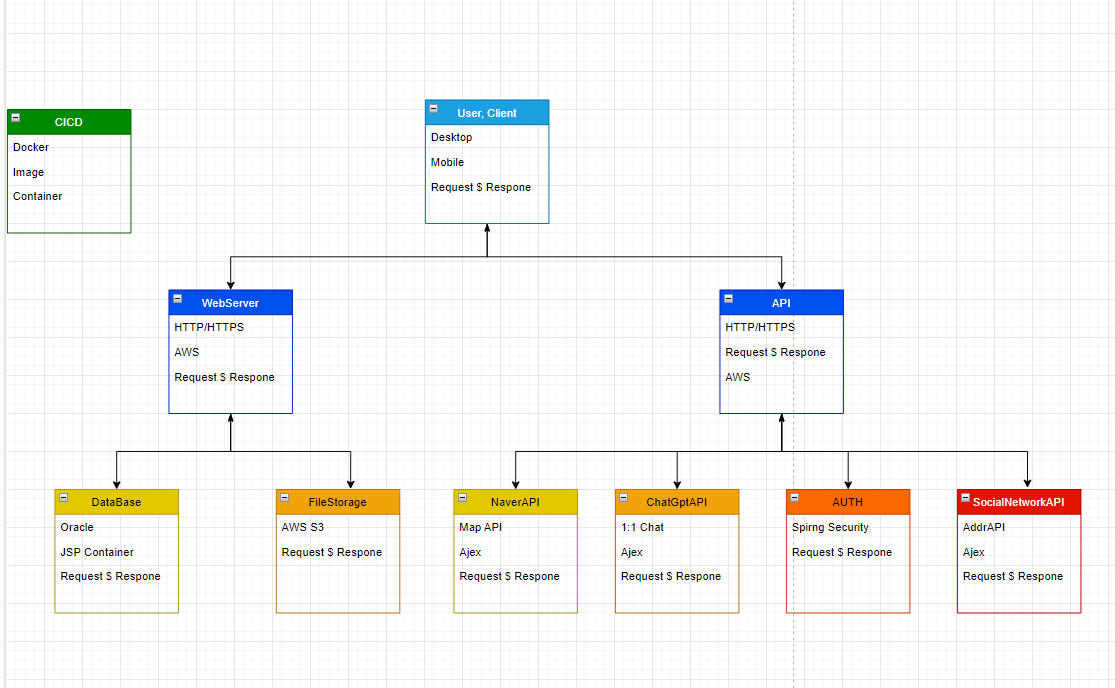 CICD
Docker
Image
Container
User, Client
Desktop
Mobile
Request $ Respone
WebServer
HTTP/HTTPS
AWS
Request $ Respone
API
HTTP/HTTPS
Request $ Respone
AWS
DataBase
Oracle
JSP Container
Request $ Respone
FileStorage
AWS S3
Request $ Respone
NaverAPI
Map API
Ajex
Request $ Respone
ChatGptAPI
1:1 Chat
Ajex
Request $ Respone
AUTH
Spirng Security
Request $ Respone
SocialNetworkAPI
AddrAPI
Ajex
Request $ Respone